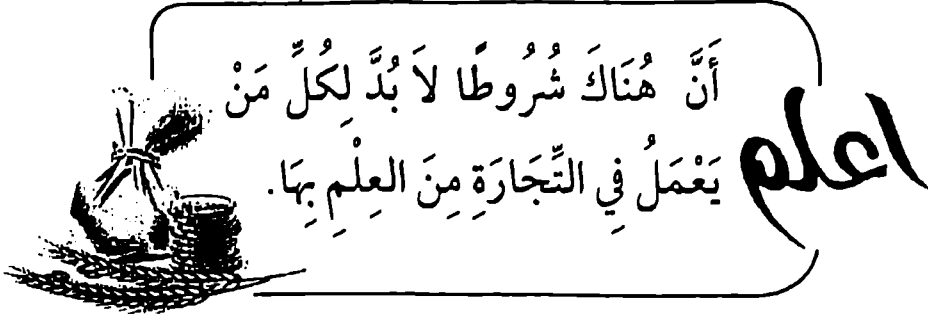 اعلم
أَنَّ هُنَاكَ شُرُوطًا لاَ بُدَّ لِكُلِّ مَنْ
يَعْمَلُ فِي التِّجَارَةِ مِنَ العِلْمِ بِهَا.